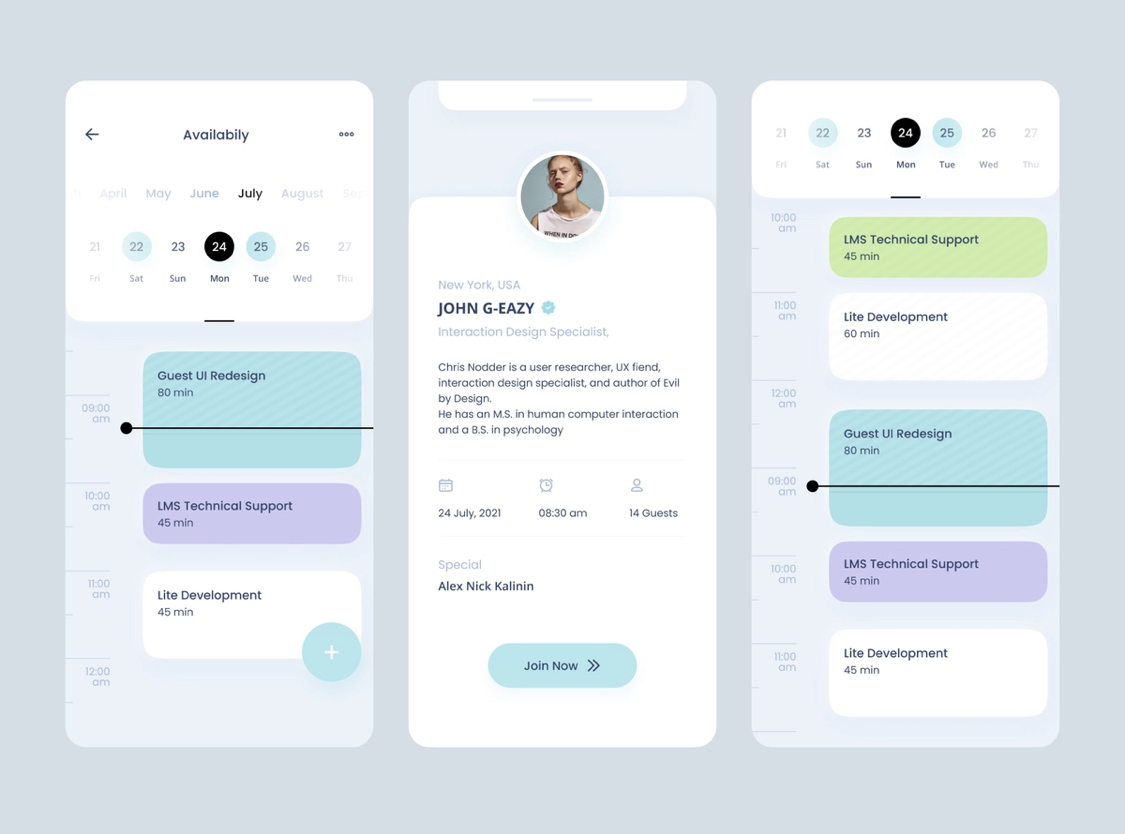 Availabily
April May June July August Sep
21 22 23 24 25 26 27
Fri Sat Sun Mon Tue Wed Thu
Guest UI Redesign
80 min
09:00
am
10:00
am
LMS Technical Support
45 min
11:00
am
Lite Development
45 min
+
12:00
am
WHEN IN
New York, USA
JOHN G-EAZY
Interaction Design Specialist,
Chris Nodder is a user researcher, UX fiend,
interaction design specialist, and author of Evil
by Design.
He has an M.S. in human computer interaction
and a B.S. in psychology
24 July, 2021 08:30 am 14 Guests
Special
Alex Nick Kalinin
Join Now
21 22 23 24 25 26 27
Fri Sat Sun Mon Tue Wed Thu
10:00
am
LMS Technical Support
45 min
11:00
am
Lite Development
60 min
12:00
am
Guest UI Redesign
80 min
09:00
am
LMS Technical Support
45 min
10:00
am
Lite Development
45 min
11:00
am